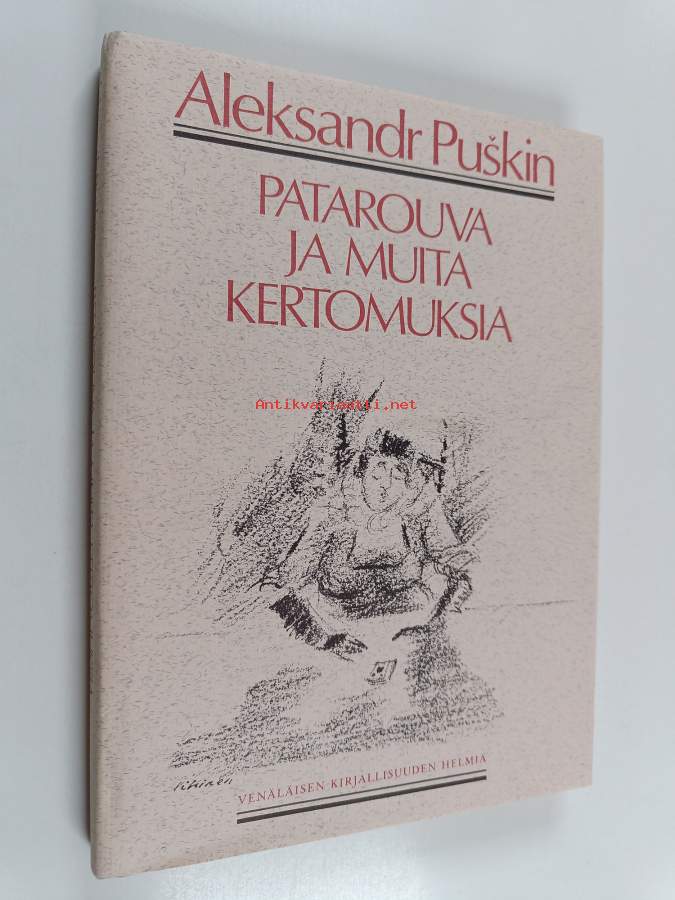 Aleksandr Puškin
PATAROUVA
JA MUITA
KERTOMUKSIA
Antikvariaatti.net
VENÄLÄISEN KIRJALLISUUDEN HELMIÄ